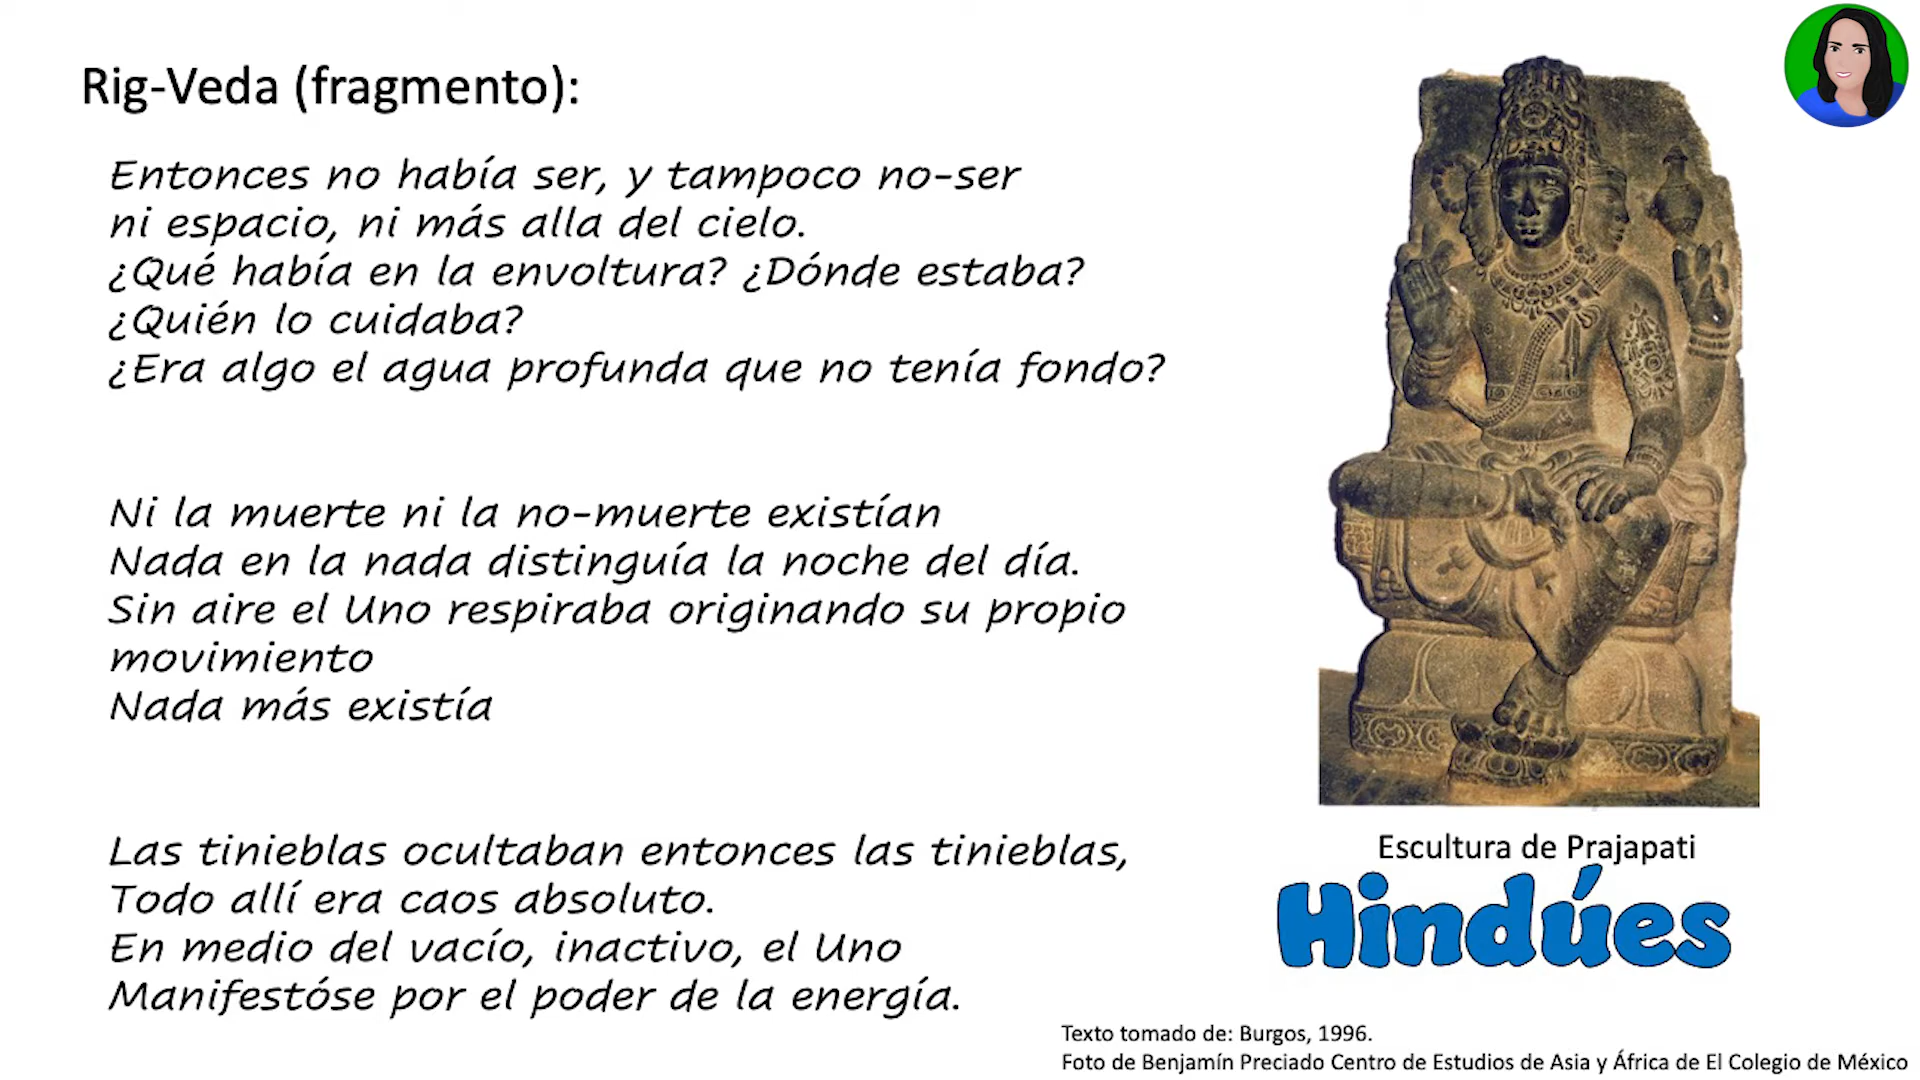 Rig-Veda (fragmento):
Entonces no había ser, y tampoco no-ser
ni espacio, ni más alla del cielo.
¿Qué había en la envoltura? ¿Dónde estaba?
¿Quién lo cuidaba?
¿Era algo el agua profunda que no tenía fondo?
Ni la muerte ni la no-muerte existían
Nada en la nada distinguía la noche del día.
Sin aire el Uno respiraba originando su propio
movimiento
Nada más existía
Las tinieblas ocultaban entonces las tinieblas,
Todo allí era caos absoluto.
En medio del vacío, inactivo, el Uno
Manifestóse por el poder de la energía.
Escultura de Prajapati
Hindúes
Texto tomado de: Burgos, 1996.
Foto de Benjamín Preciado Centro de Estudios de Asia y África de El Colegio de México